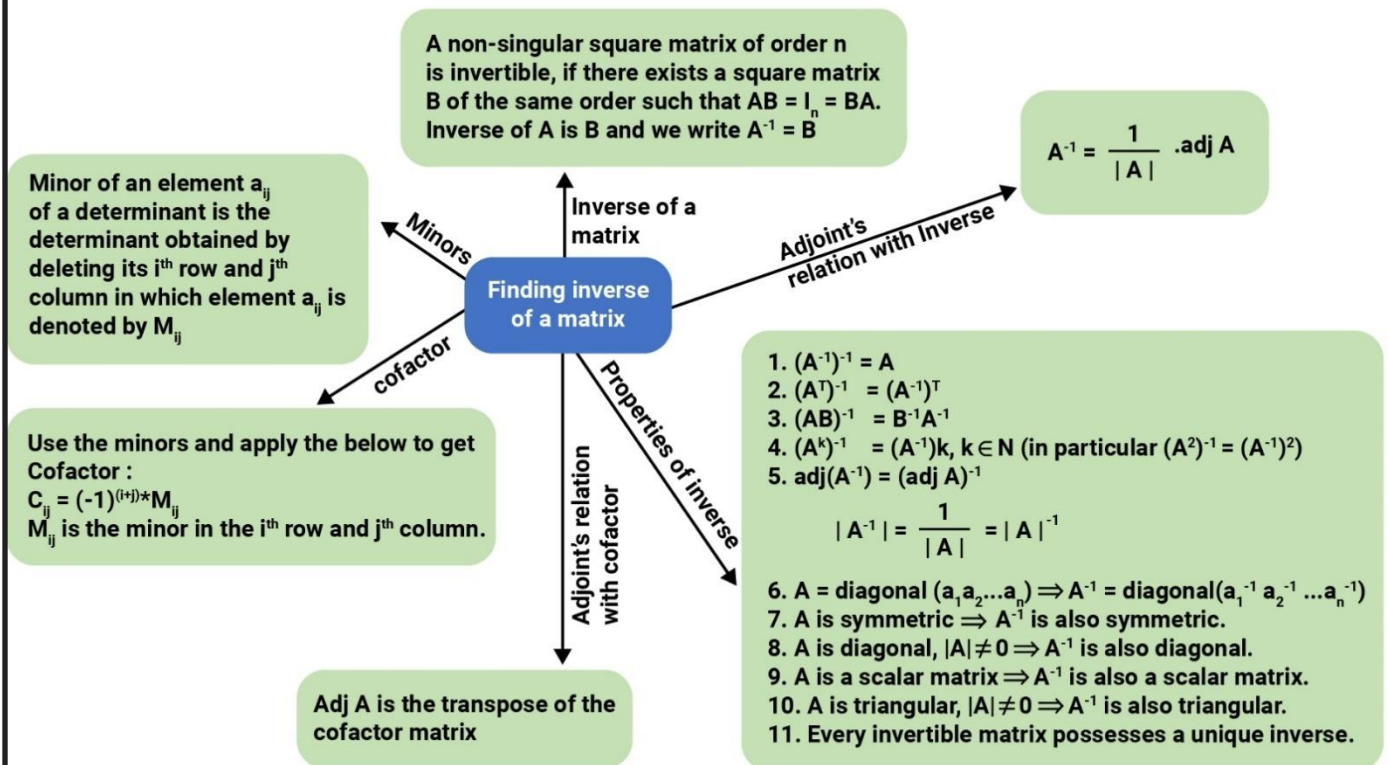 A non-singular square matrix of order n
is invertible, if there exists a square matrix
B of the same order such that AB = Iₙ = BA.
Inverse of A is B and we write A⁻¹ = B
A⁻¹ = 1 / | A | .adj A
Minor of an element aᵢⱼ
of a determinant is the
determinant obtained by
deleting its iᵗʰ row and jᵗʰ
column in which element aᵢⱼ is
denoted by Mᵢⱼ
Minors
Inverse of a
matrix
Adjoint's
relation with Inverse
Finding inverse
of a matrix
cofactor
Use the minors and apply the below to get
Cofactor :
Cᵢⱼ = (-1)⁽ⁱ⁺ʲ⁾*Mᵢⱼ
Mᵢⱼ is the minor in the iᵗʰ row and jᵗʰ column.
Adjoint's relation
with cofactor
Properties of inverse
1. (A⁻¹)⁻¹ = A
2. (Aᵀ)⁻¹ = (A⁻¹)ᵀ
3. (AB)⁻¹ = B⁻¹A⁻¹
4. (Aᵏ)⁻¹ = (A⁻¹)k, k ∈ N (in particular (A²)⁻¹ = (A⁻¹)²)
5. adj(A⁻¹) = (adj A)⁻¹
| A⁻¹ | = 1 / | A | = | A |⁻¹
6. A = diagonal (a₁a₂...aₙ) ⇒ A⁻¹ = diagonal(a₁⁻¹ a₂⁻¹ ...aₙ⁻¹)
7. A is symmetric ⇒ A⁻¹ is also symmetric.
8. A is diagonal, |A| ≠ 0 ⇒ A⁻¹ is also diagonal.
9. A is a scalar matrix ⇒ A⁻¹ is also a scalar matrix.
10. A is triangular, |A| ≠ 0 ⇒ A⁻¹ is also triangular.
11. Every invertible matrix possesses a unique inverse.
Adj A is the transpose of the
cofactor matrix